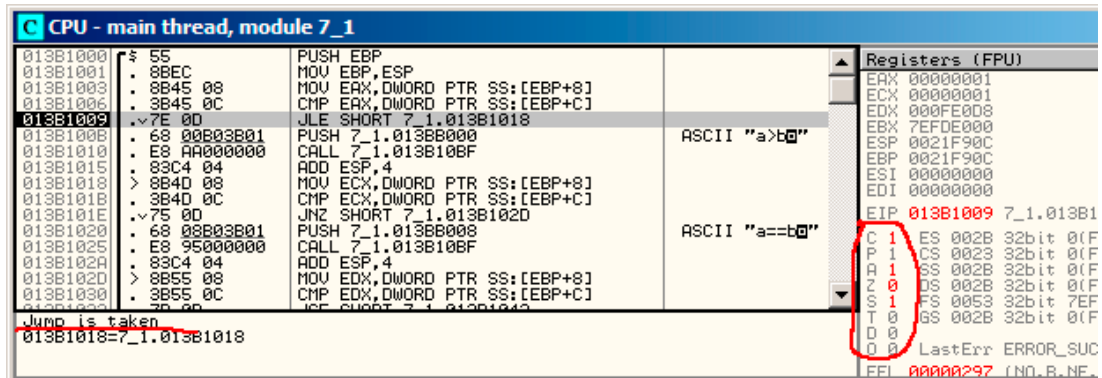 C CPU - main thread, module 7_1
013B1000 $ 55 PUSH EBP
013B1001 . 8BEC MOV EBP,ESP
013B1003 . 8B45 08 MOV EAX,DWORD PTR SS:[EBP+8]
013B1006 . 3B45 0C CMP EAX,DWORD PTR SS:[EBP+C]
013B1009 . 7E 0D JLE SHORT 7_1.013B1018
013B100B . 68 00B03B01 PUSH 7_1.013BB000 ASCII "a>b"
013B1010 . E8 AA000000 CALL 7_1.013B10BF
013B1015 . 83C4 04 ADD ESP,4
013B1018 > 8B4D 08 MOV ECX,DWORD PTR SS:[EBP+8]
013B101B . 3B4D 0C CMP ECX,DWORD PTR SS:[EBP+C]
013B101E . 75 0D JNZ SHORT 7_1.013B102D
013B1020 . 68 08B03B01 PUSH 7_1.013BB008 ASCII "a==b"
013B1025 . E8 95000000 CALL 7_1.013B10BF
013B102A . 83C4 04 ADD ESP,4
013B102D > 8B55 08 MOV EDX,DWORD PTR SS:[EBP+8]
013B1030 . 3B55 0C CMP EDX,DWORD PTR SS:[EBP+C]
Jump is taken
013B1018=7_1.013B1018
Registers (FPU)
EAX 00000001
ECX 00000001
EDX 000FE0D8
EBX 7EFDE000
ESP 0021F90C
EBP 0021F90C
ESI 00000000
EDI 00000000
EIP 013B1009 7_1.013B1
C 1 ES 002B 32bit 0(F
P 1 CS 0023 32bit 0(F
A 1 SS 002B 32bit 0(F
Z 0 DS 002B 32bit 0(F
S 1 FS 0053 32bit 7EF
T 0 GS 002B 32bit 0(F
D 0
O 0 LastErr ERROR_SUC
EFL 00000297 (NO,B,NE,